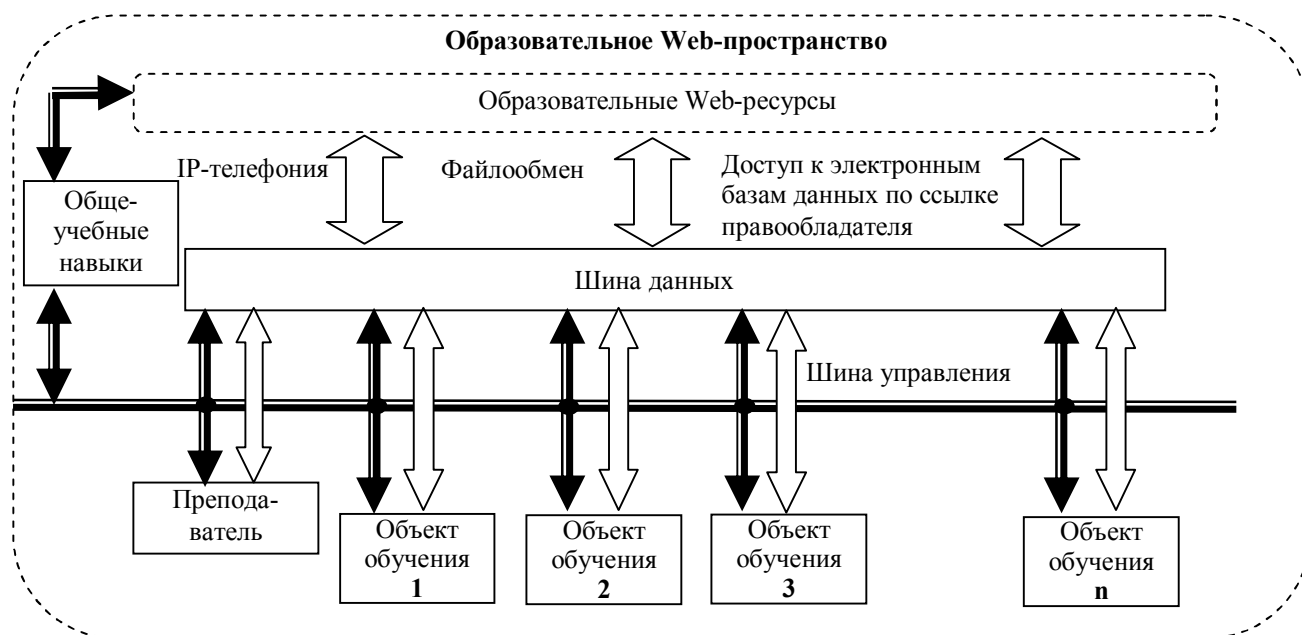 Образовательное Web-пространство
Образовательные Web-ресурсы
IP-телефония
Файлообмен
Доступ к электронным
базам данных по ссылке
правообладателя
Обще-
учебные
навыки
Шина данных
Шина управления
Препода-
ватель
Объект
обучения
1
Объект
обучения
2
Объект
обучения
3
Объект
обучения
n